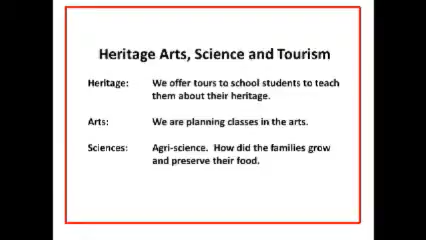 Heritage Arts, Science and Tourism
Heritage: We offer tours to school students to teach
them about their heritage.
Arts: We are planning classes in the arts.
Sciences: Agri-science. How did the families grow
and preserve their food.